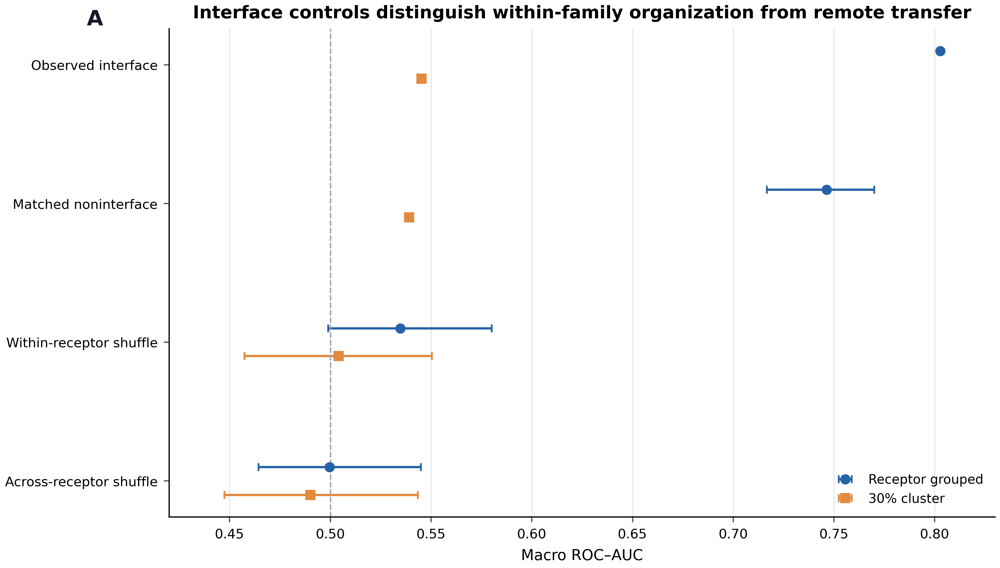 A
Interface controls distinguish within-family organization from remote transfer
Observed interface
Matched noninterface
Within-receptor shuffle
Across-receptor shuffle
Receptor grouped
30% cluster
0.45 0.50 0.55 0.60 0.65 0.70 0.75 0.80
Macro ROC–AUC